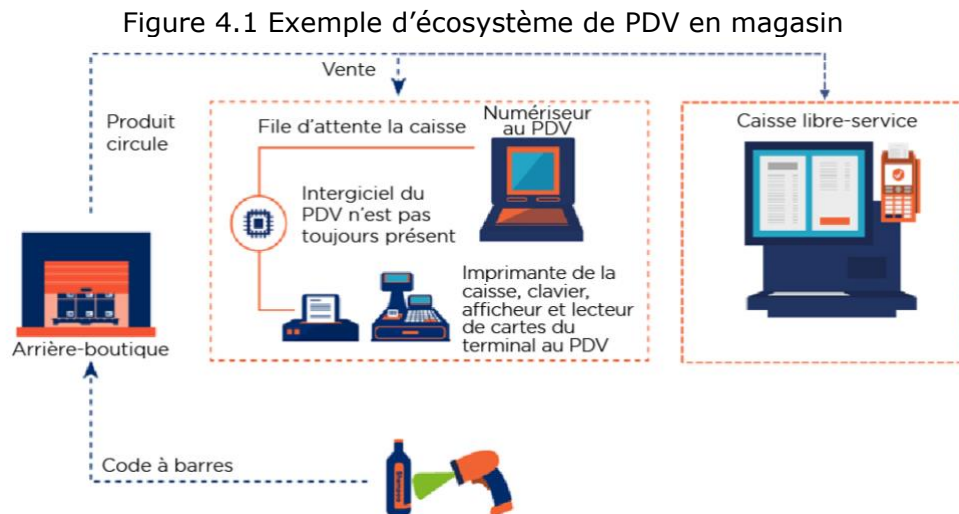 Figure 4.1 Exemple d’écosystème de PDV en magasin
Vente
Produit
circule
File d'attente la caisse
Numériseur
au PDV
Intergiciel du
PDV n'est pas
toujours présent
Imprimante de la
caisse, clavier,
afficheur et lecteur
de cartes du
terminal au PDV
Caisse libre-service
Arrière-boutique
Code à barres
Shampoo